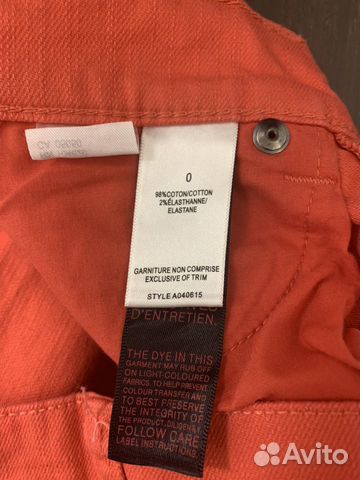 CV 09090
0
98%COTON/COTTON
2%ÉLASTHANNE/
ELASTANE
GARNITURE NON COMPRISE
EXCLUSIVE OF TRIM
STYLE A040615
D'ENTRETIEN.
THE DYE IN THIS
GARMENT MAY RUB OFF
ON LIGHT-COLOURED
FABRICS. TO HELP PREVENT
COLOUR TRANSFER AND
TO BEST PRESERVE
THE INTEGRITY OF
THE PRODUCT, DILIGENTLY
FOLLOW CARE
LABEL INSTRUCTIONS.
Avito